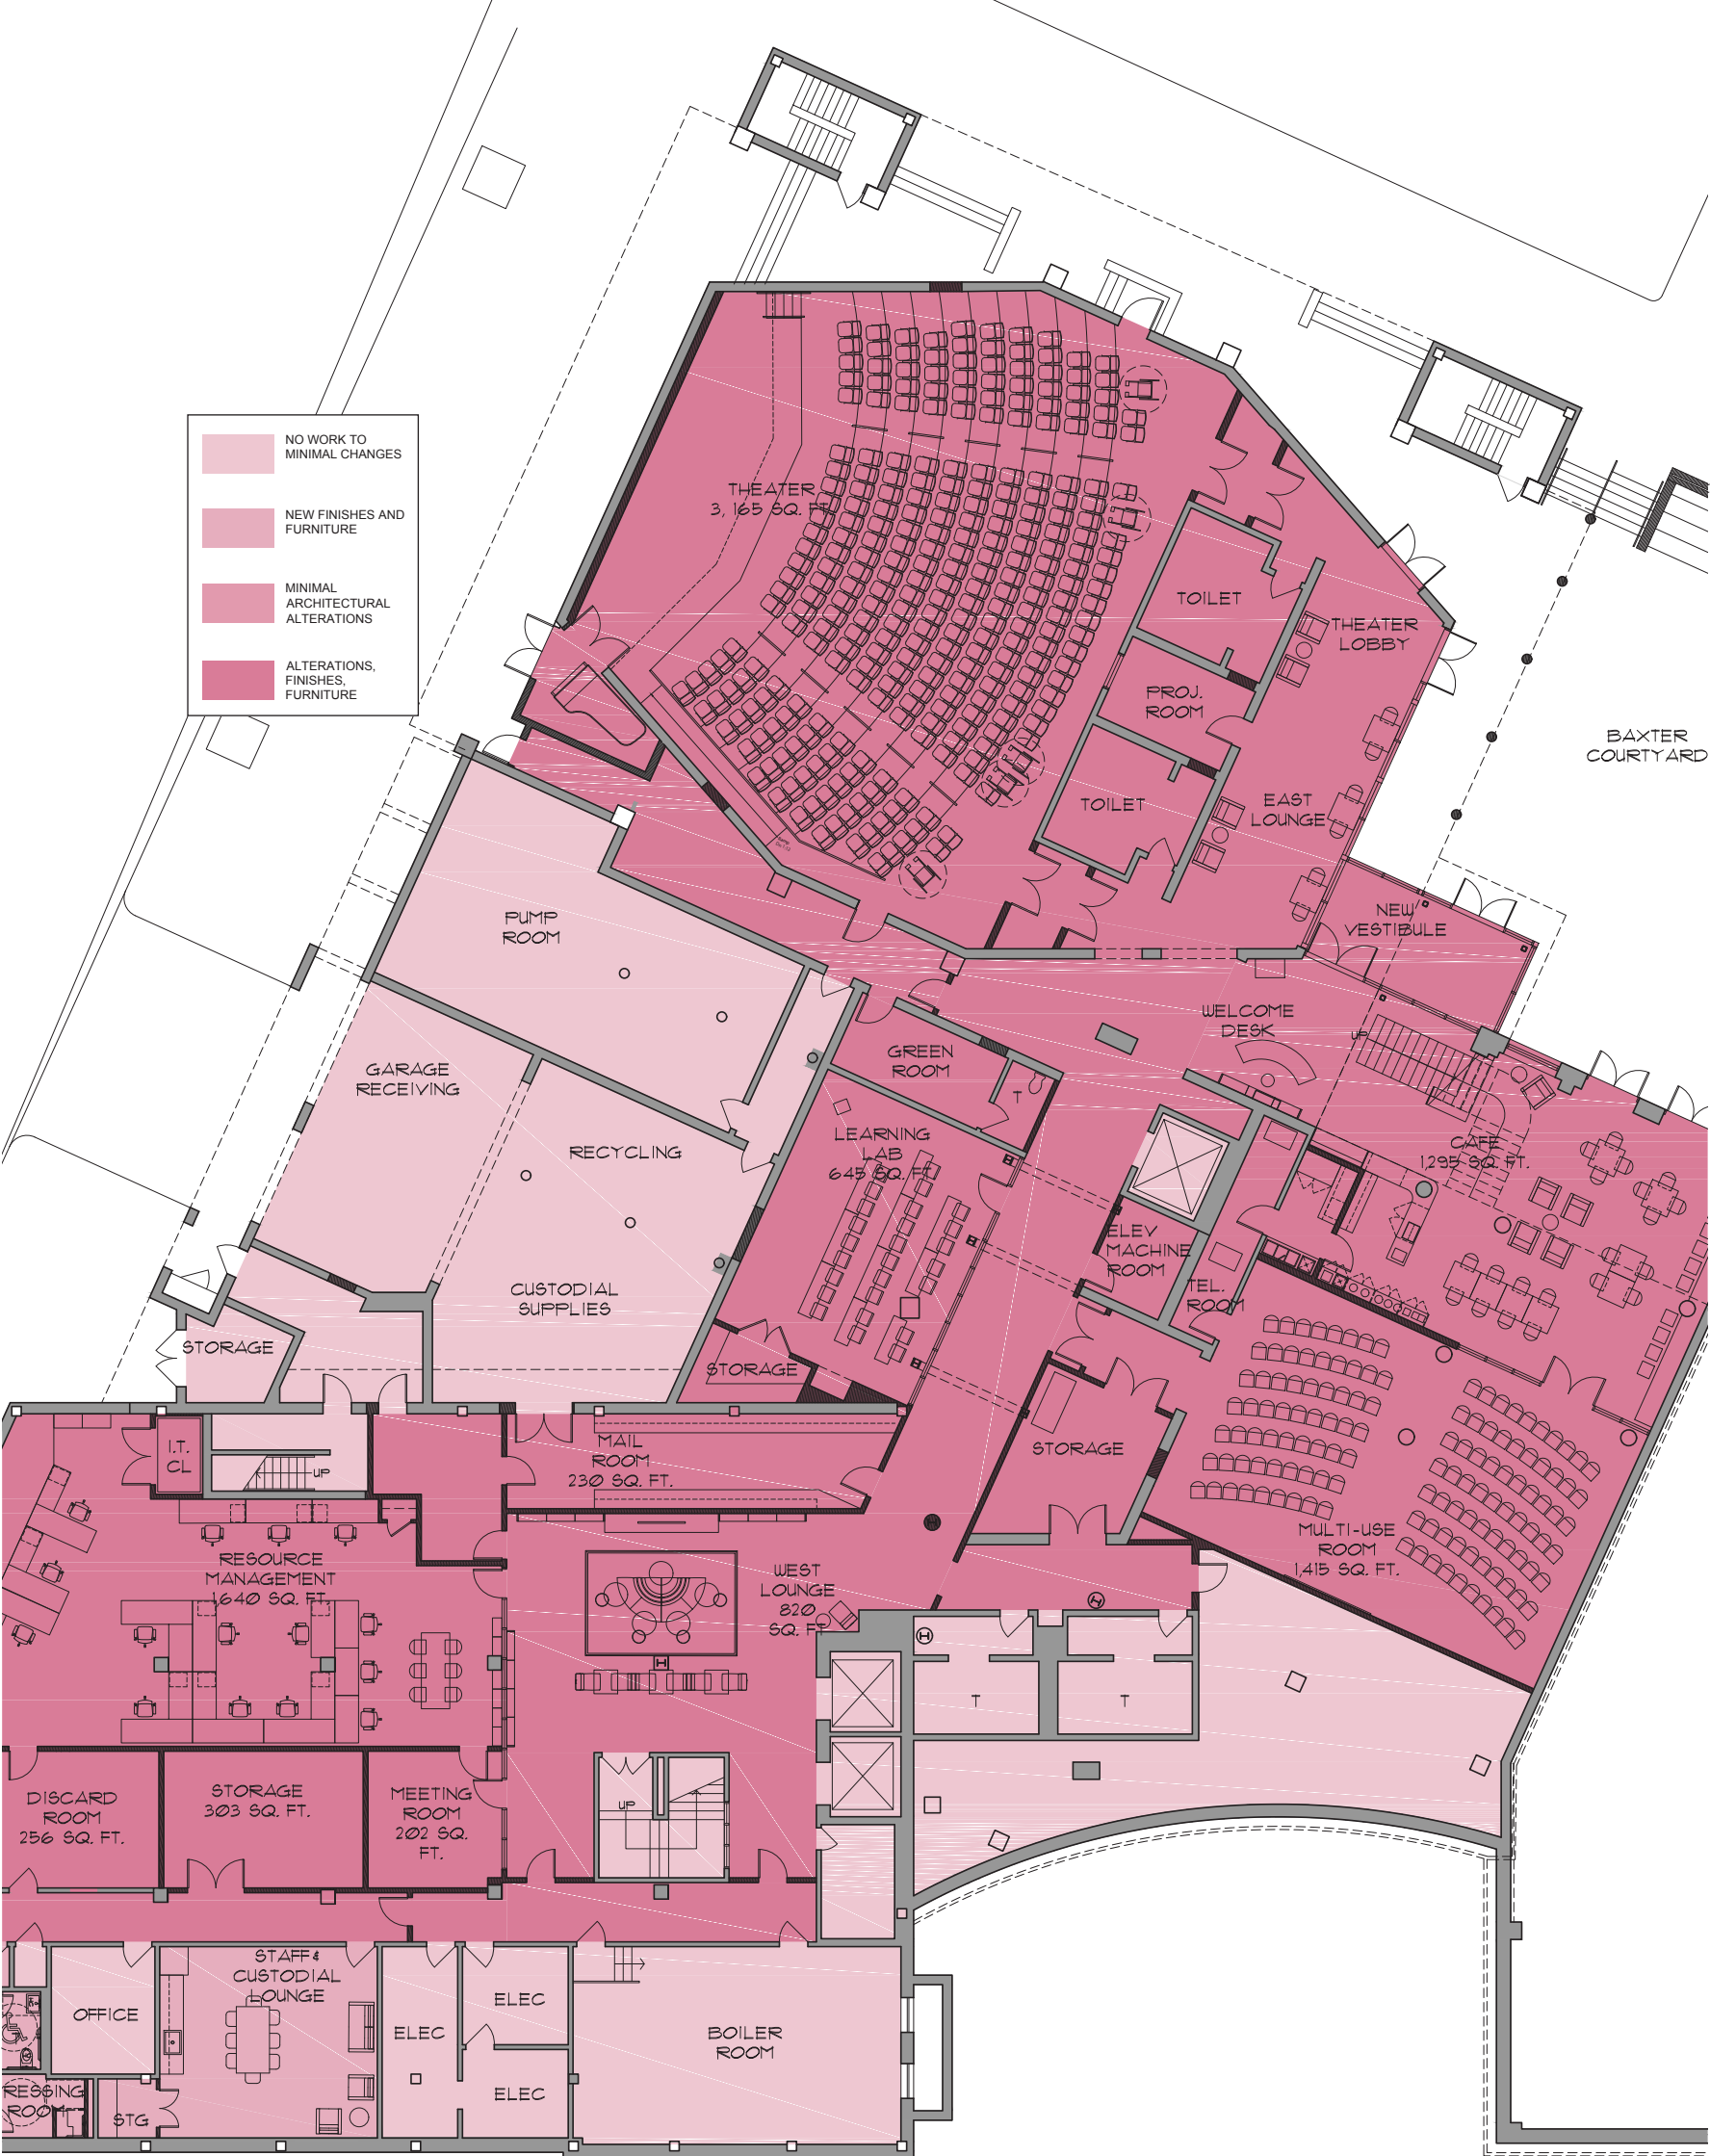 NO WORK TO
MINIMAL CHANGES
NEW FINISHES AND
FURNITURE
MINIMAL
ARCHITECTURAL
ALTERATIONS
ALTERATIONS,
FINISHES,
FURNITURE
THEATER
3,165 SQ. FT.
TOILET
THEATER
LOBBY
PROJ.
ROOM
TOILET
EAST
LOUNGE
BAXTER
COURTYARD
NEW
VESTIBULE
PUMP
ROOM
WELCOME
DESK
UP
GREEN
ROOM
T
GARAGE
RECEIVING
RECYCLING
LEARNING
LAB
645 SQ. FT.
CAFE
1,295 SQ. FT.
ELEV
MACHINE
ROOM
TEL.
ROOM
CUSTODIAL
SUPPLIES
STORAGE
STORAGE
I.T.
CL
UP
MAIL
ROOM
230 SQ. FT.
STORAGE
MULTI-USE
ROOM
1,415 SQ. FT.
RESOURCE
MANAGEMENT
1,640 SQ. FT.
WEST
LOUNGE
820
SQ. FT.
H
H
H
H
T
T
DISCARD
ROOM
256 SQ. FT.
STORAGE
303 SQ. FT.
MEETING
ROOM
202 SQ.
FT.
UP
STAFF &
CUSTODIAL
LOUNGE
OFFICE
ELEC
ELEC
ELEC
BOILER
ROOM
RESSING
ROOM
STG